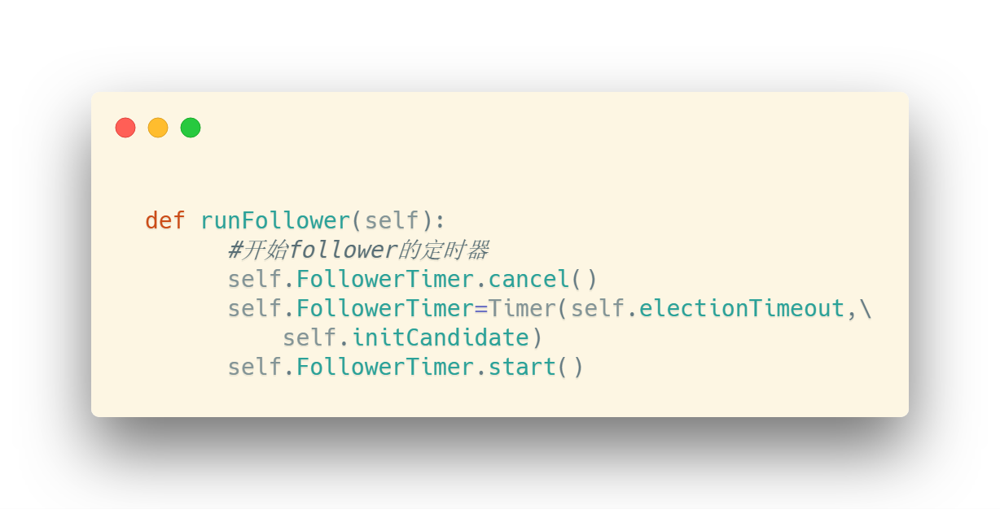 def runFollower(self):
      #开始follower的定时器
      self.FollowerTimer.cancel()
      self.FollowerTimer=Timer(self.electionTimeout,\
          self.initCandidate)
      self.FollowerTimer.start()